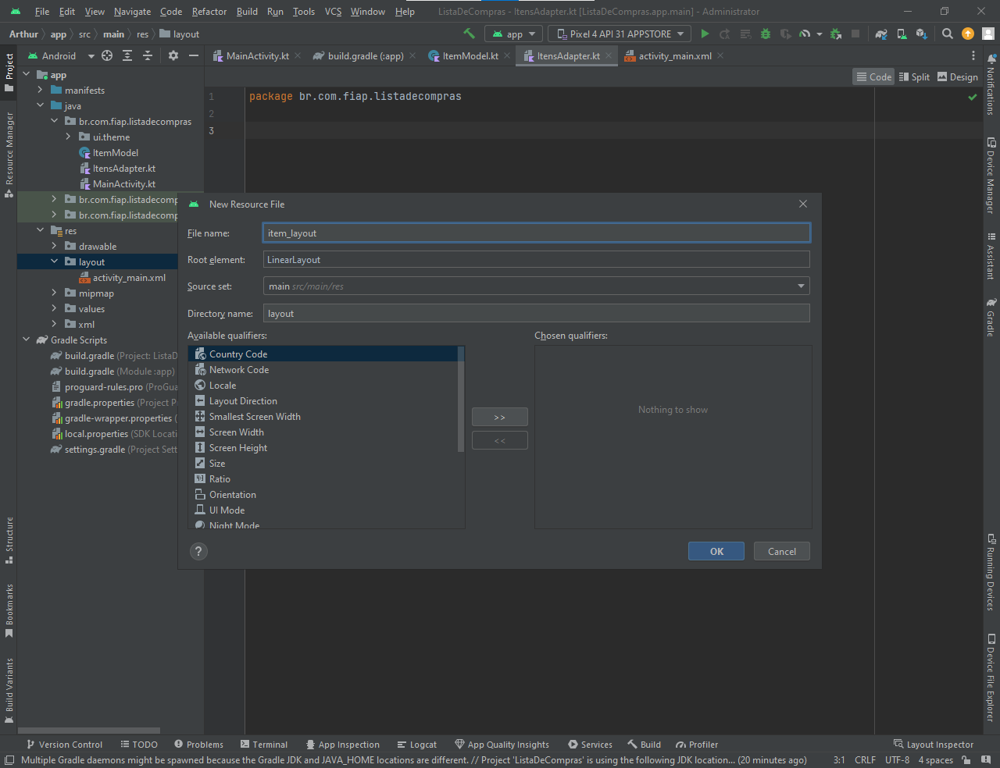 File Edit View Navigate Code Refactor Build Run Tools VCS Window Help ListaDeCompras - ItensAdapter.kt [ListaDeCompras.app.main] - Administrator
Arthur app src main res layout app Pixel 4 API 31 APPSTORE
Android MainActivity.kt build.gradle (:app) ItemModel.kt ItensAdapter.kt activity_main.xml
Code Split Design
Project
Resource Manager
Structure
Bookmarks
Build Variants
app
manifests
java
br.com.fiap.listadecompras
ui.theme
ItemModel
ItensAdapter.kt
MainActivity.kt
br.com.fiap.listadecomp
br.com.fiap.listadecomp
res
drawable
layout
activity_main.xml
mipmap
values
xml
Gradle Scripts
build.gradle (Project: ListaD
build.gradle (Module :app)
proguard-rules.pro (ProGua
gradle.properties (Project P
gradle-wrapper.properties (
local.properties (SDK Locati
settings.gradle (Project Sett
1 package br.com.fiap.listadecompras
2
3
New Resource File
File name: item_layout
Root element: LinearLayout
Source set: main src/main/res
Directory name: layout
Available qualifiers: Chosen qualifiers:
Country Code
Network Code
Locale
Layout Direction
Smallest Screen Width
Screen Width
Screen Height
Size
Ratio
Orientation
UI Mode
Night Mode
>>
<<
Nothing to show
? OK Cancel
Notifications
Device Manager
Assistant
Gradle
Running Devices
Device File Explorer
Version Control TODO Problems Terminal App Inspection Logcat App Quality Insights Services Build Profiler Layout Inspector
Multiple Gradle daemons might be spawned because the Gradle JDK and JAVA_HOME locations are different. // Project 'ListaDeCompras' is using the following JDK location... (20 minutes ago) 3:1 CRLF UTF-8 4 spaces